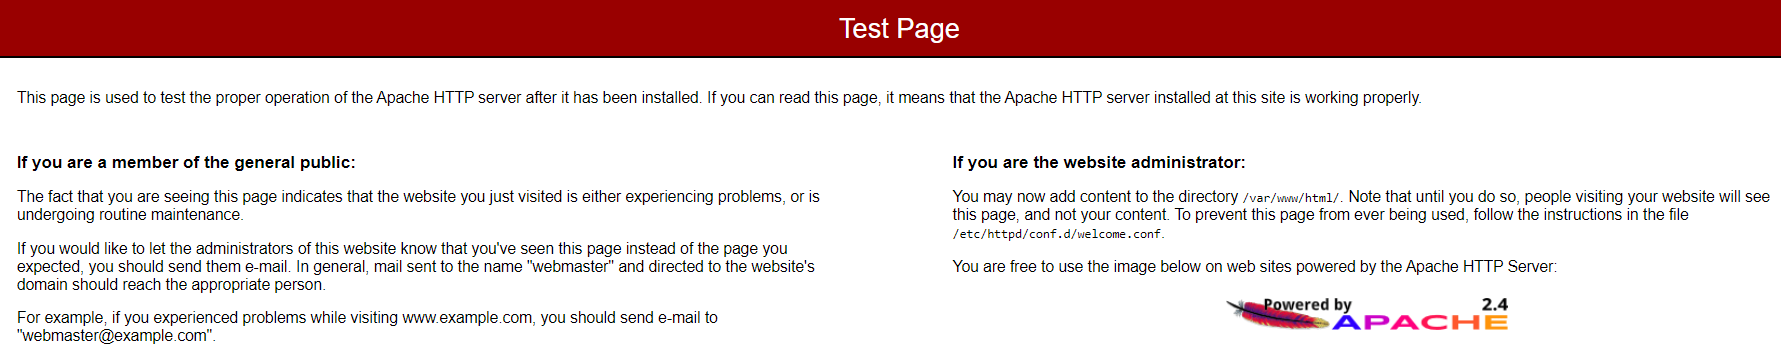 Test Page
This page is used to test the proper operation of the Apache HTTP server after it has been installed. If you can read this page, it means that the Apache HTTP server installed at this site is working properly.
If you are a member of the general public:
The fact that you are seeing this page indicates that the website you just visited is either experiencing problems, or is
undergoing routine maintenance.
If you would like to let the administrators of this website know that you've seen this page instead of the page you
expected, you should send them e-mail. In general, mail sent to the name "webmaster" and directed to the website's
domain should reach the appropriate person.
For example, if you experienced problems while visiting www.example.com, you should send e-mail to
"webmaster@example.com".
If you are the website administrator:
You may now add content to the directory /var/www/html/. Note that until you do so, people visiting your website will see
this page, and not your content. To prevent this page from ever being used, follow the instructions in the file
/etc/httpd/conf.d/welcome.conf.
You are free to use the image below on web sites powered by the Apache HTTP Server:
Powered by 2.4
APACHE